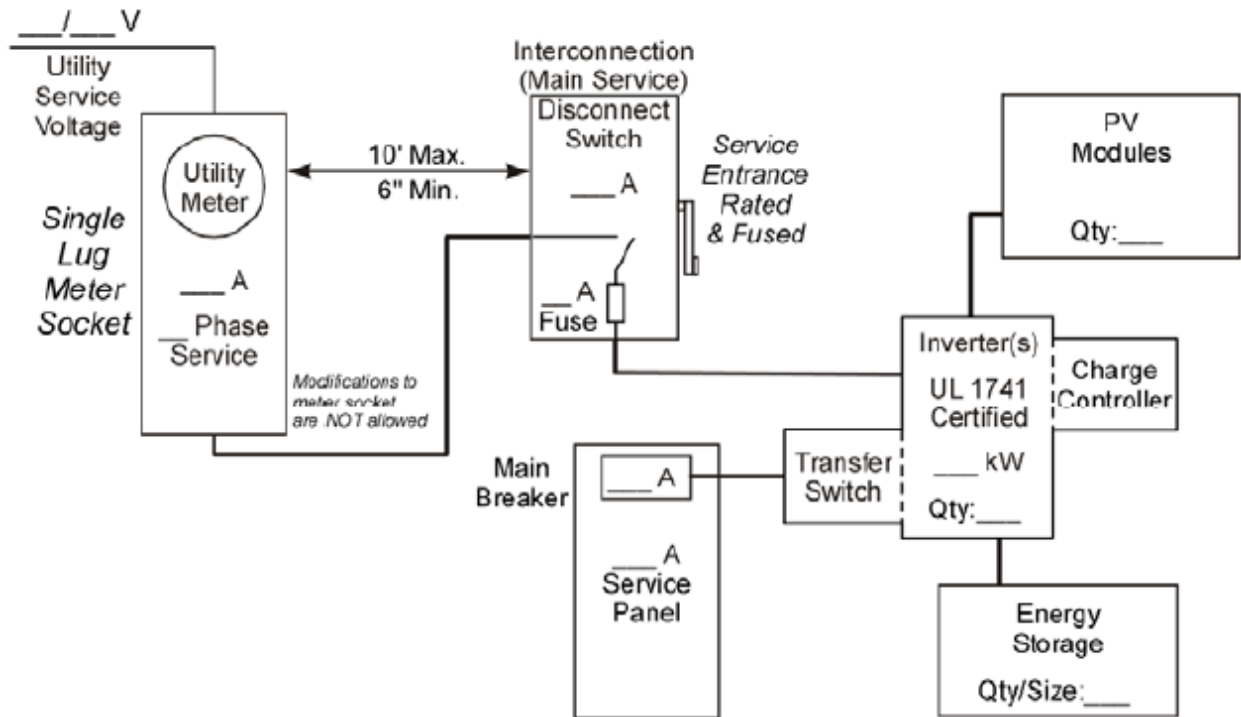 ___/___ V
Utility
Service
Voltage
Utility
Meter
Single
Lug
Meter
Socket
___ A
__ Phase
Service
10' Max.
6" Min.
Modifications to
meter socket
are NOT allowed
Interconnection
(Main Service)
Disconnect
Switch
___ A
__ A
Fuse
Service
Entrance
Rated
& Fused
PV
Modules
Qty:___
Inverter(s)
UL 1741
Certified
___ kW
Qty:___
Charge
Controller
Transfer
Switch
Main
Breaker
___ A
___ A
Service
Panel
Energy
Storage
Qty/Size:___